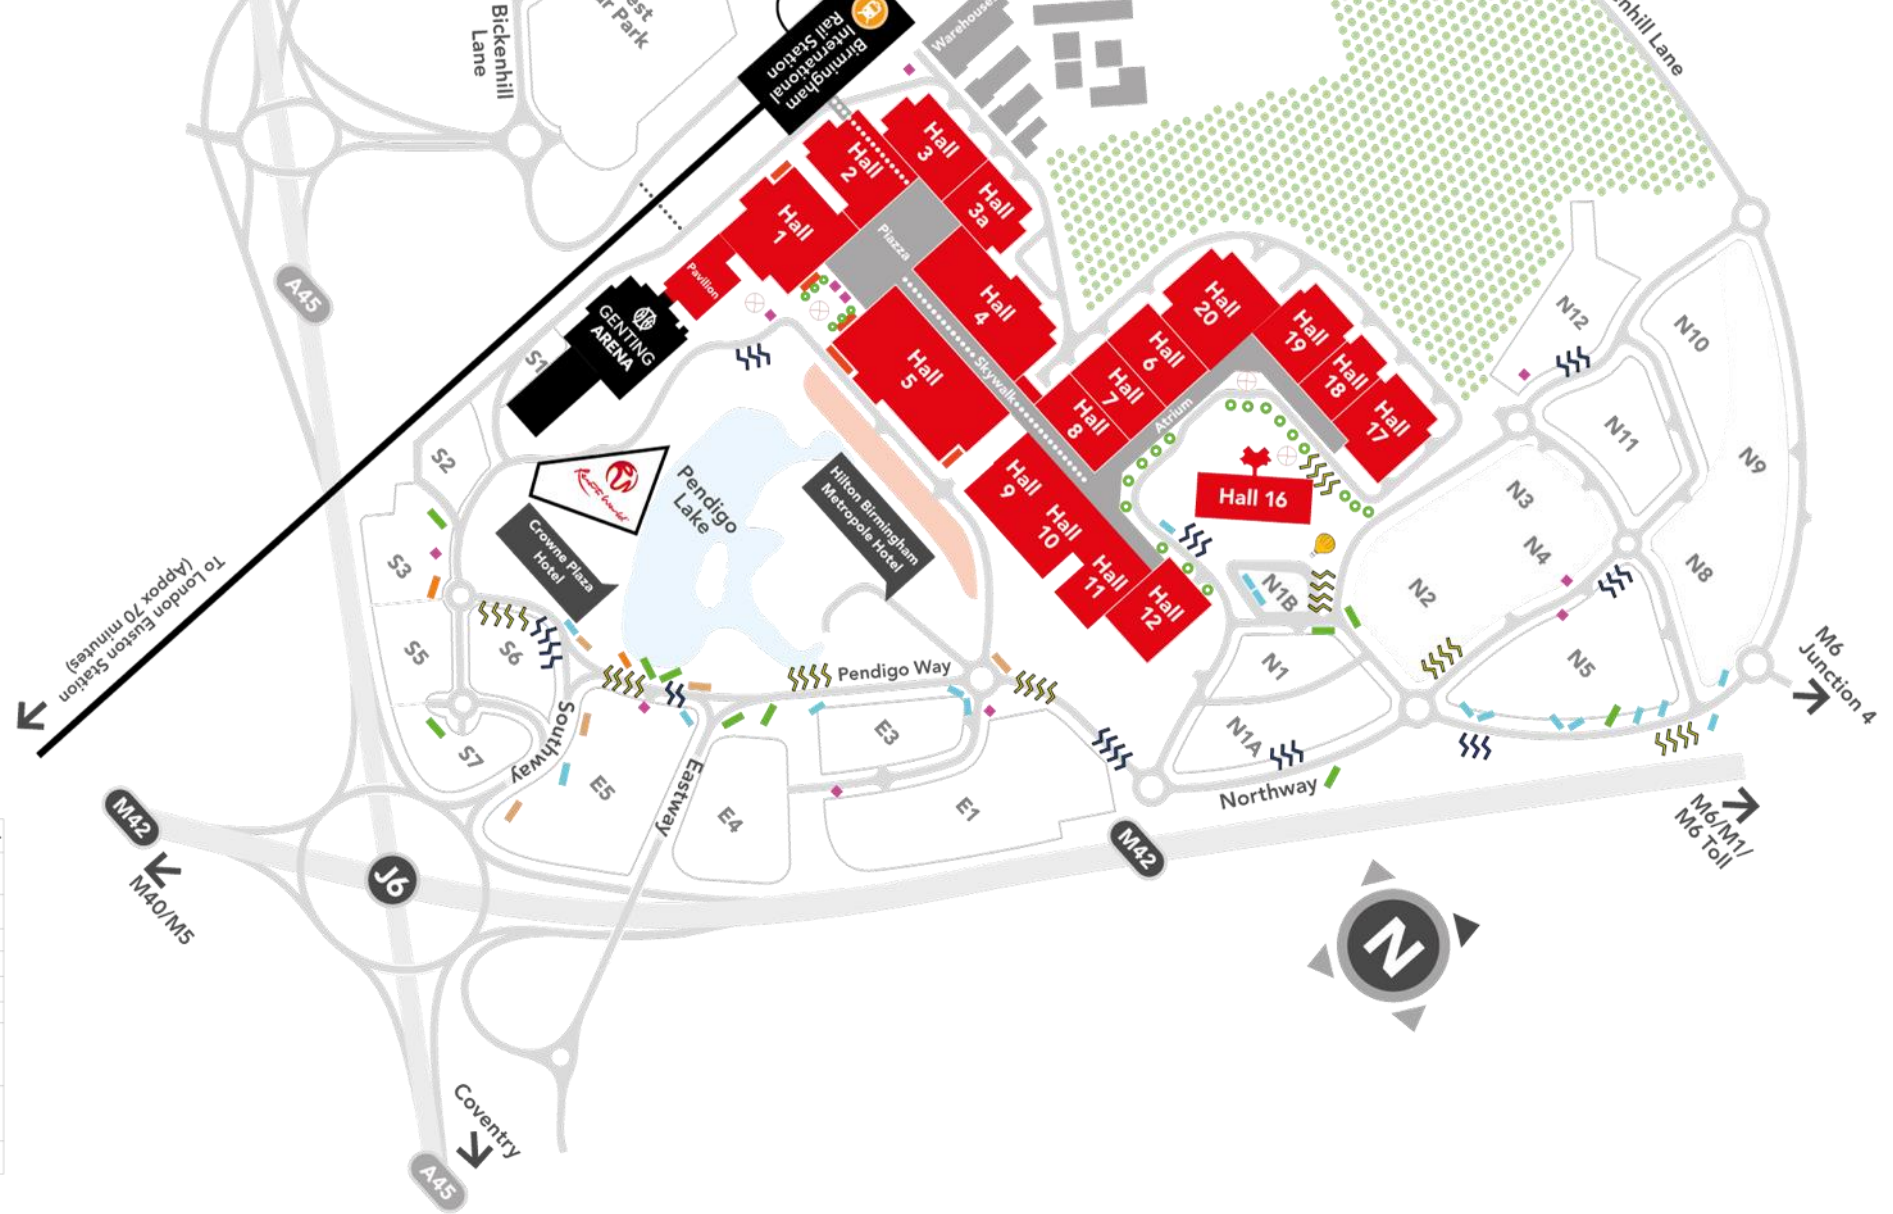 Bickenhill
Lane
est
r Park
Birmingham
International
Rail Station
Warehouse
nhill Lane
Hall
3
Hall
2
Hall
3a
Hall
1
Piazza
Pavilion
A45
GENTING
ARENA
S1
Hall
4
Hall
5
Skywalk
Hall
20
Hall
19
Hall
18
Hall
17
Hall
6
Hall
7
Hall
8
Atrium
Hall 16
Hall
9
Hall
10
Hall
11
Hall
12
N12
N10
N11
N9
N3
N4
N8
N2
N1B
N5
N1
N1A
S2
S3
S5
S6
S7
Pendigo
Lake
Crowne Plaza
Hotel
Hilton Birmingham
Metropole Hotel
To London Euston Station
(Appox 70 minutes)
Pendigo Way
Southway
Eastway
Northway
E3
E5
E4
E1
M6
Junction 4
M6/M1/
M6 Toll
M42
M42
J6
M40/M5
N
Coventry
A45